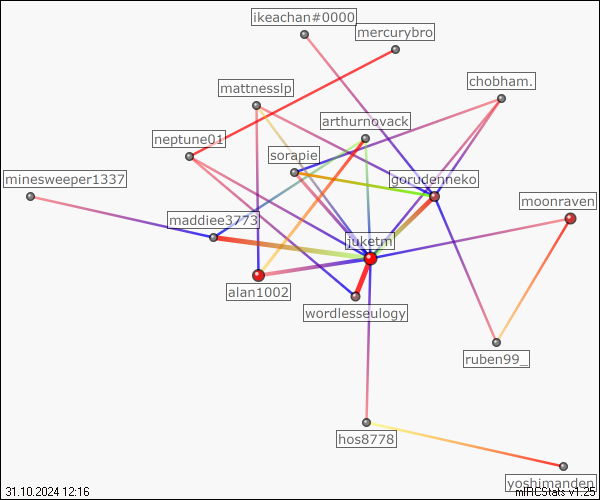 ikeachan#0000
mercurybro
chobham.
mattnesslp
arthurnovack
neptune01
sorapie
gorudenneko
minesweeper1337
moonraven
maddiee3773
juketm
alan1002
wordlesseulogy
ruben99_
hos8778
yoshimanden
31.10.2024 12:16
mIRCStats v1.25